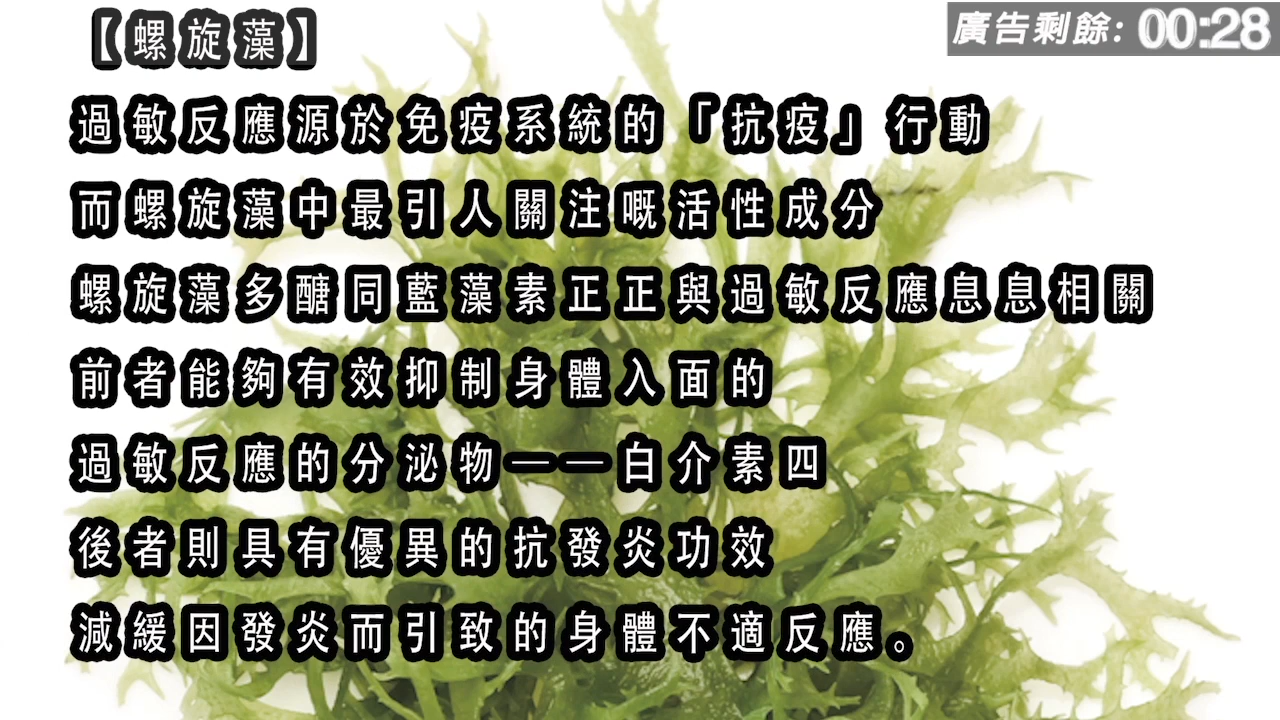 【螺旋藻】
廣告剩餘: 00:28
過敏反應源於免疫系統的『抗疫』行動
而螺旋藻中最引人關注嘅活性成分
螺旋藻多醣同藍藻素正正與過敏反應息息相關
前者能夠有效抑制身體入面的
過敏反應的分泌物——白介素四
後者則具有優異的抗發炎功效
減緩因發炎而引致的身體不適反應。